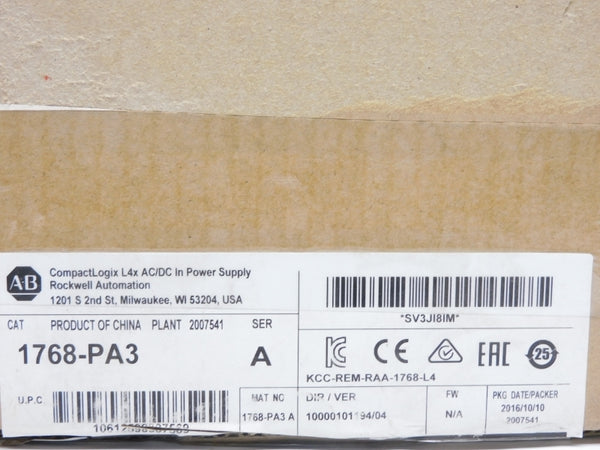 A-B
CompactLogix L4x AC/DC In Power Supply
Rockwell Automation
1201 S 2nd St, Milwaukee, WI 53204, USA
*SV3JI8IM*
CAT PRODUCT OF CHINA PLANT 2007541 SER
1768-PA3 A
CE EAC 25
KCC-REM-RAA-1768-L4
U.P.C.
MAT NO
1768-PA3 A
DIR / VER
10000101194/04
FW
N/A
PKG DATE/PACKER
2016/10/10
2007541